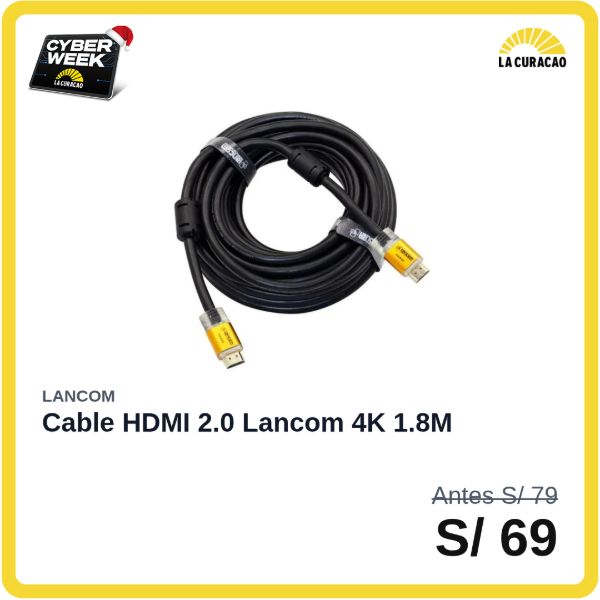 CYBER
WEEK
LA CURACAO
LA CURACAO
LANCOM
Cable HDMI 2.0 Lancom 4K 1.8M
Antes S/ 79
S/ 69